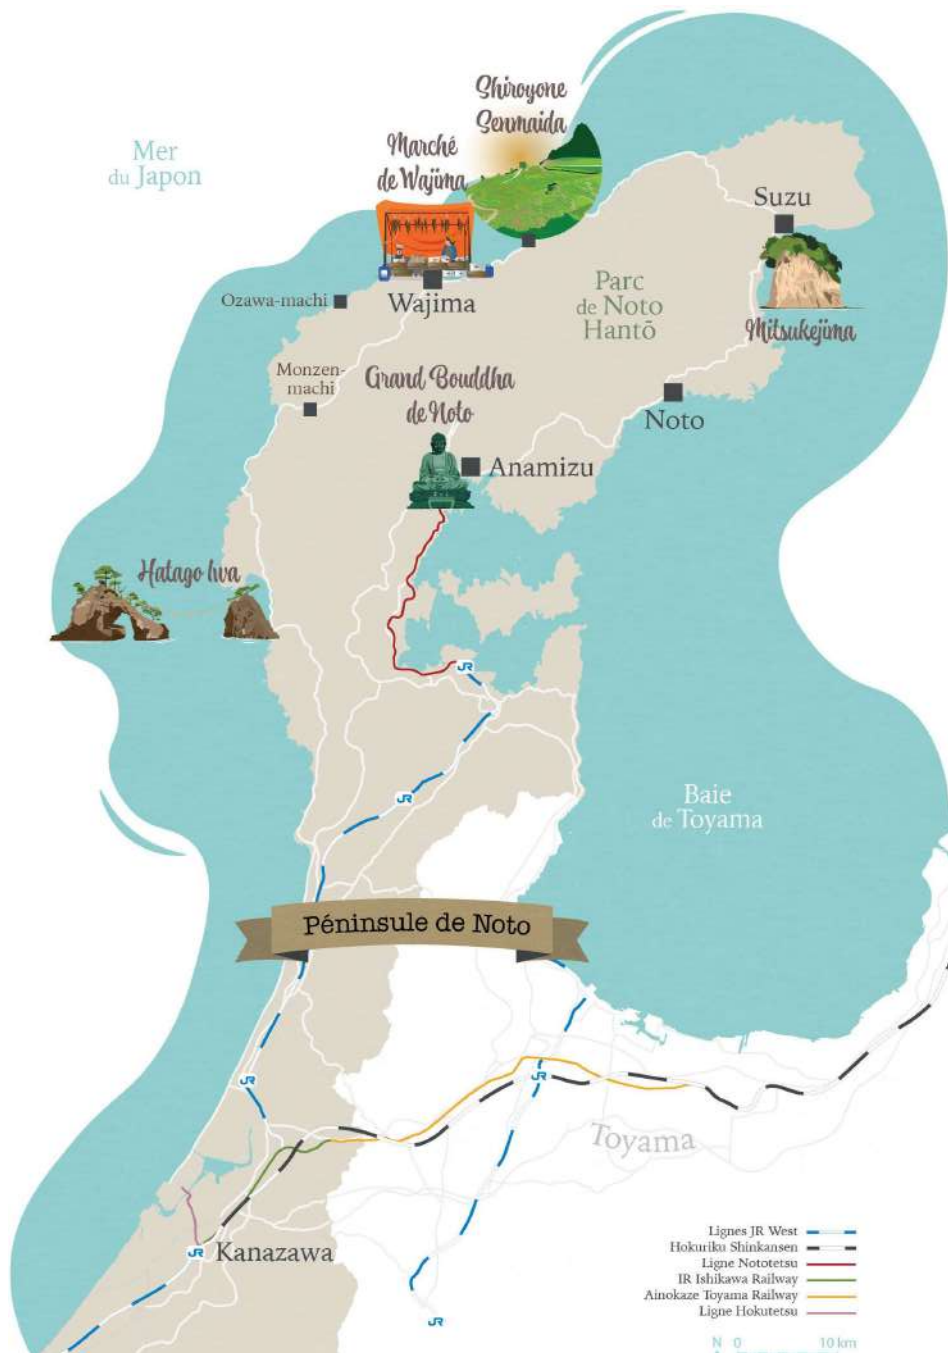 Shiroyone
Senmaida
Mer
du Japon
Marché
de Wajima
Suzu
Ozawa-machi
Wajima
Parc
de Noto
Hantō
Mitsukejima
Monzen-
machi
Grand Bouddha
de Noto
Noto
Anamizu
Hatago Iwa
JR
JR
Baie
de Toyama
Péninsule de Noto
JR
JR
Toyama
JR
Kanazawa
JR
Lignes JR West
Hokuriku Shinkansen
Ligne Nototetsu
IR Ishikawa Railway
Ainokaze Toyama Railway
Ligne Hokutetsu
N 0 10 km